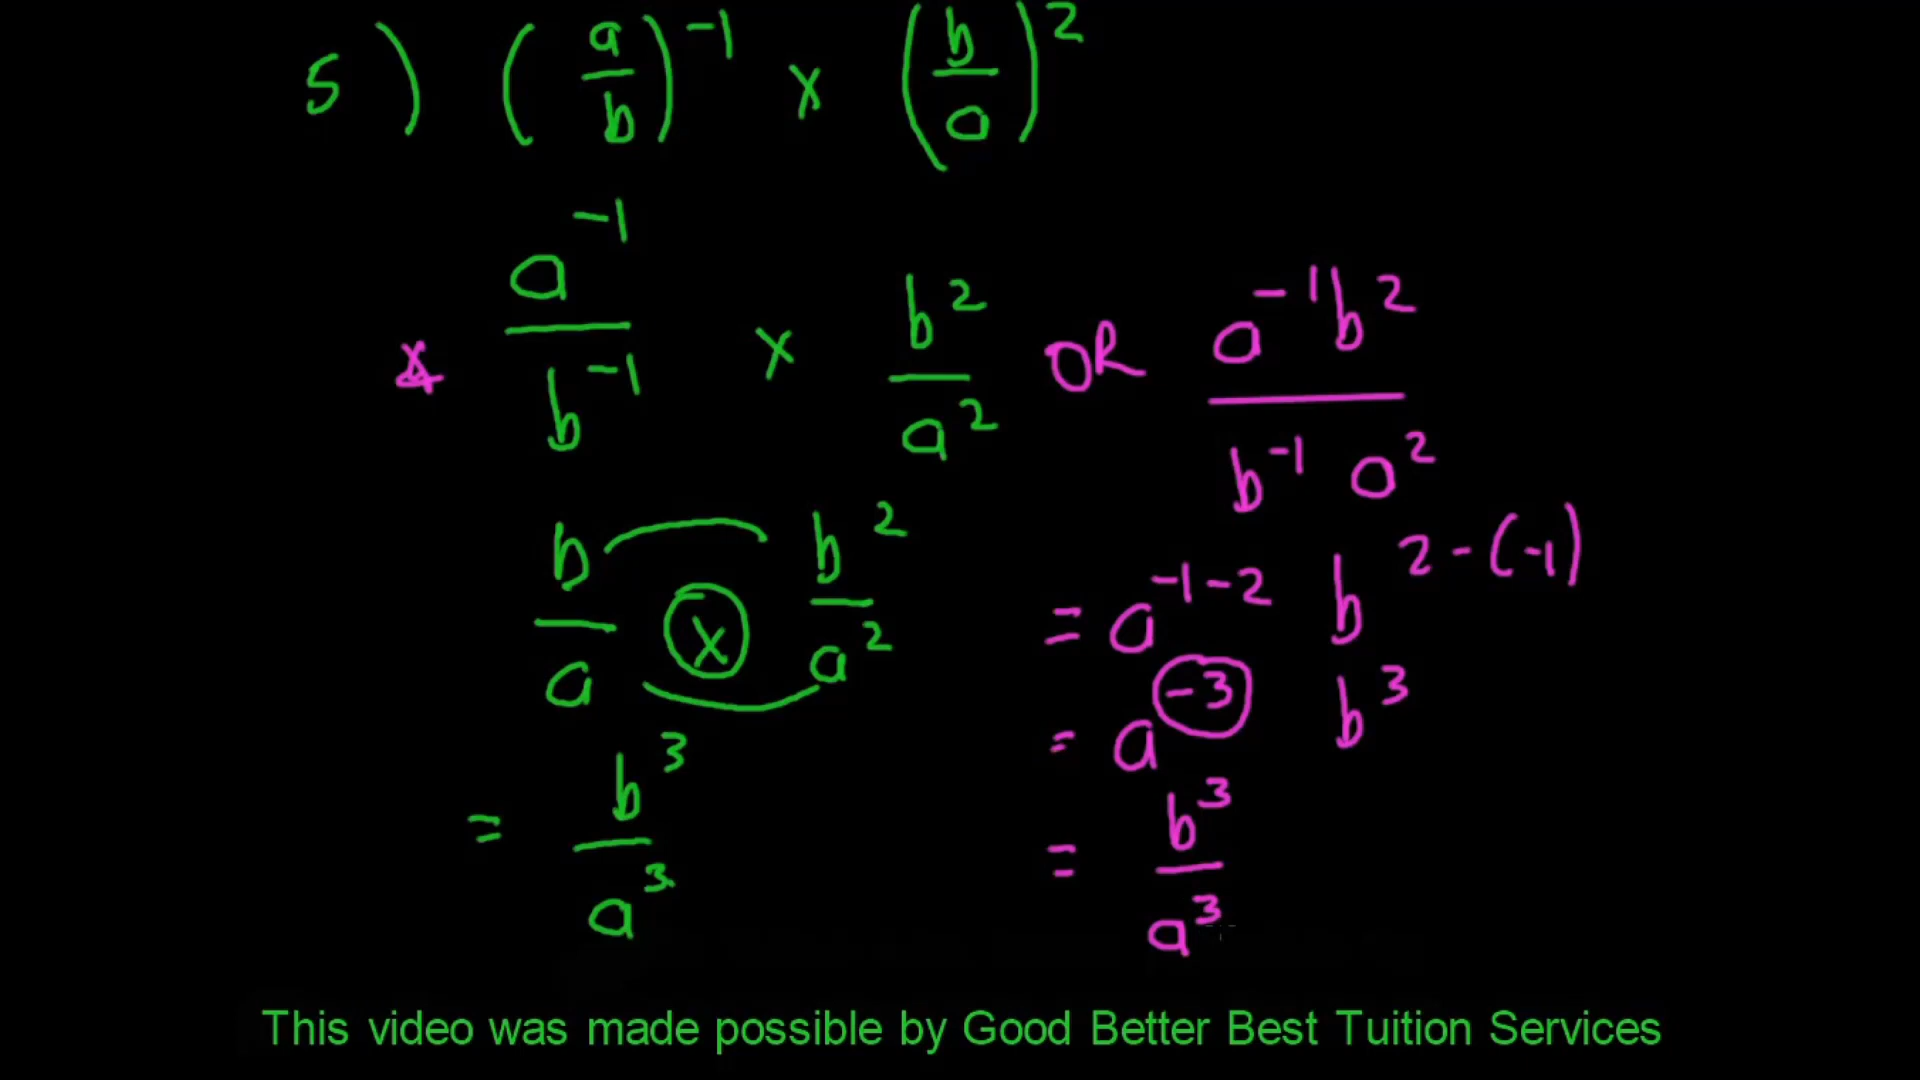 5) (a/b)^-1 x (b/a)^2
a^-1/b^-1 x b^2/a^2 OR a^-1 b^2/b^-1 a^2
b/a x b^2/a^2
= a^-1-2 b^2-(-1)
= a^-3 b^3
= b^3/a^3
= b^3/a^3
This video was made possible by Good Better Best Tuition Services